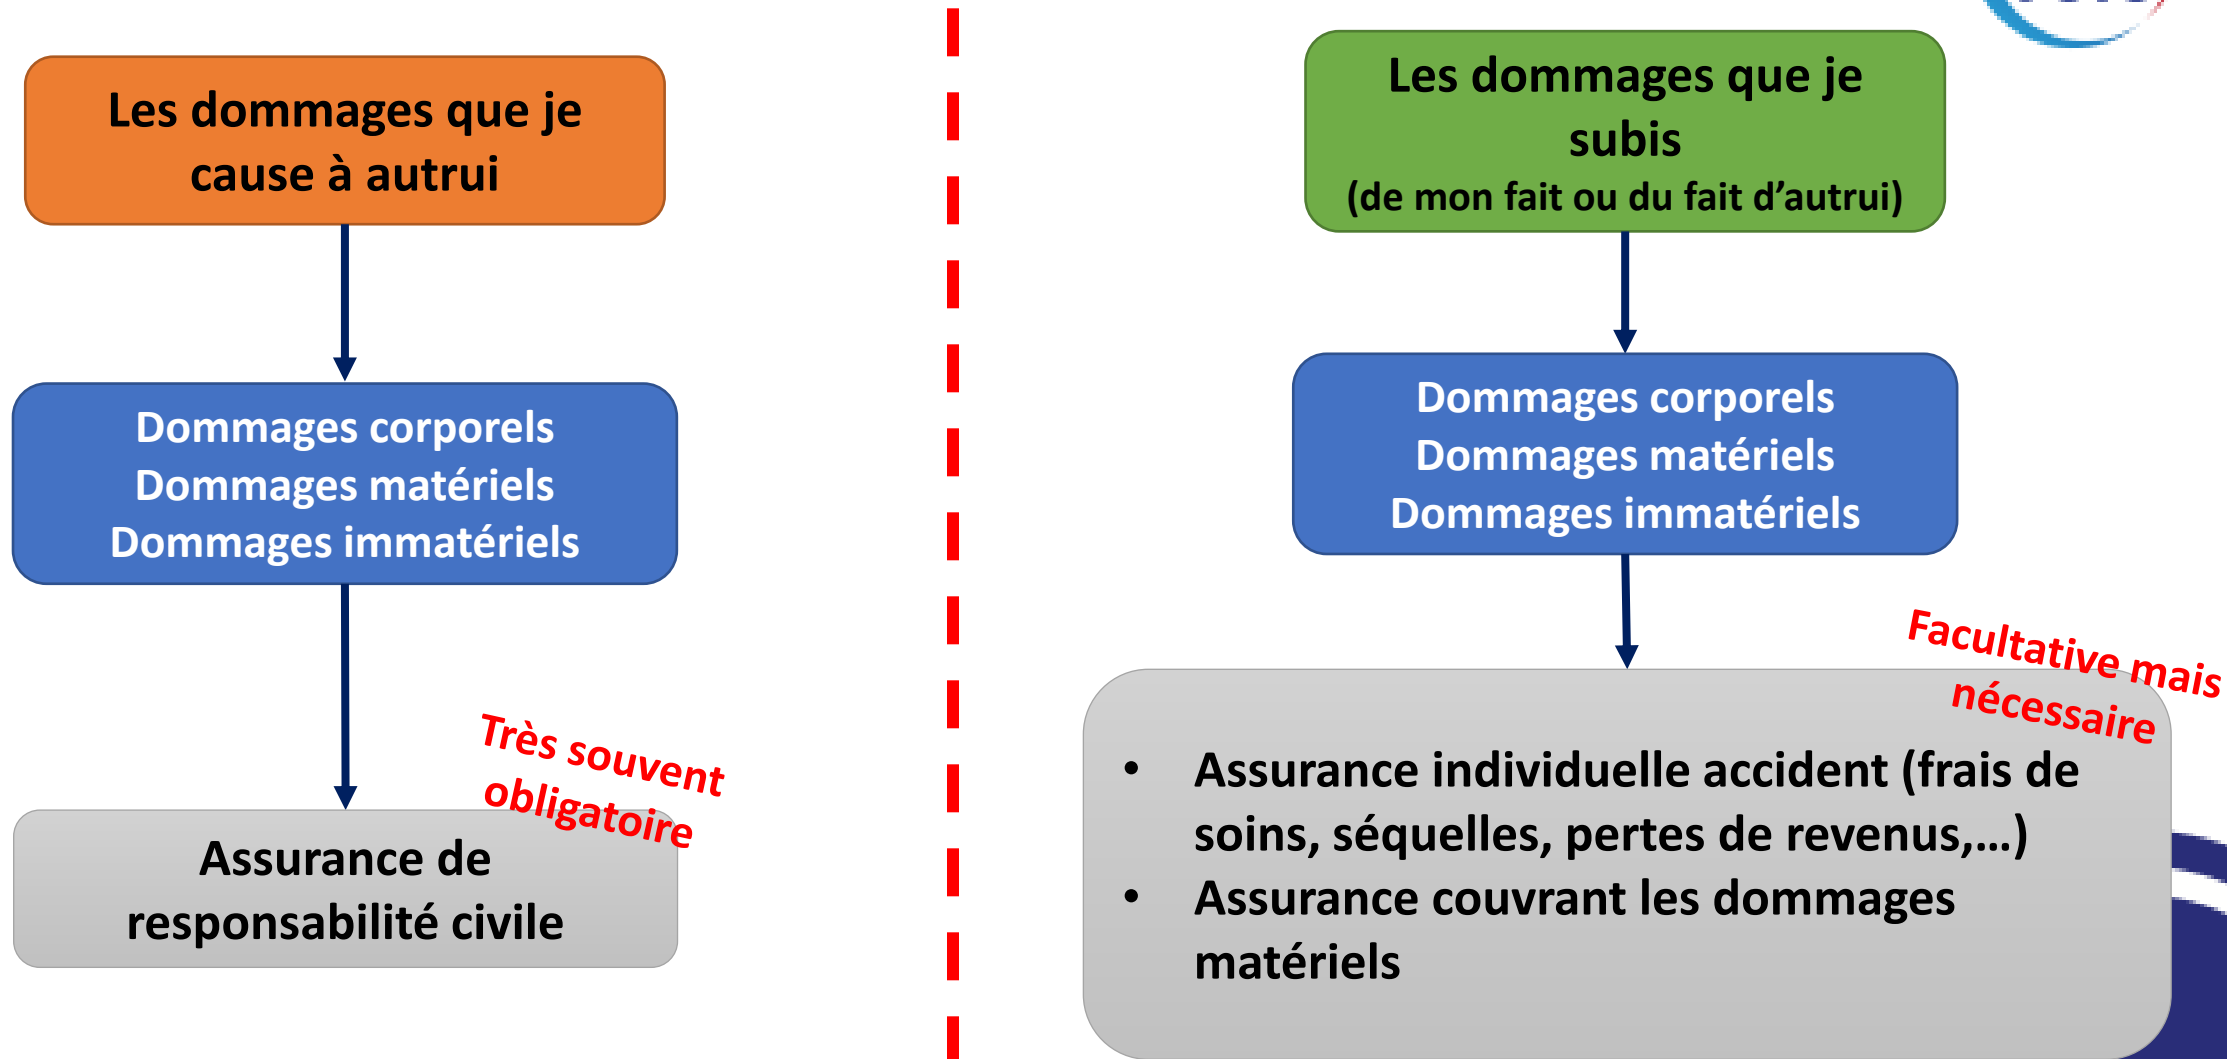 Les dommages que je
cause à autrui
Dommages corporels
Dommages matériels
Dommages immatériels
Très souvent
obligatoire
Assurance de
responsabilité civile
Les dommages que je
subis
(de mon fait ou du fait d’autrui)
Dommages corporels
Dommages matériels
Dommages immatériels
Facultative mais
nécessaire
• Assurance individuelle accident (frais de
soins, séquelles, pertes de revenus,…)
• Assurance couvrant les dommages
matériels